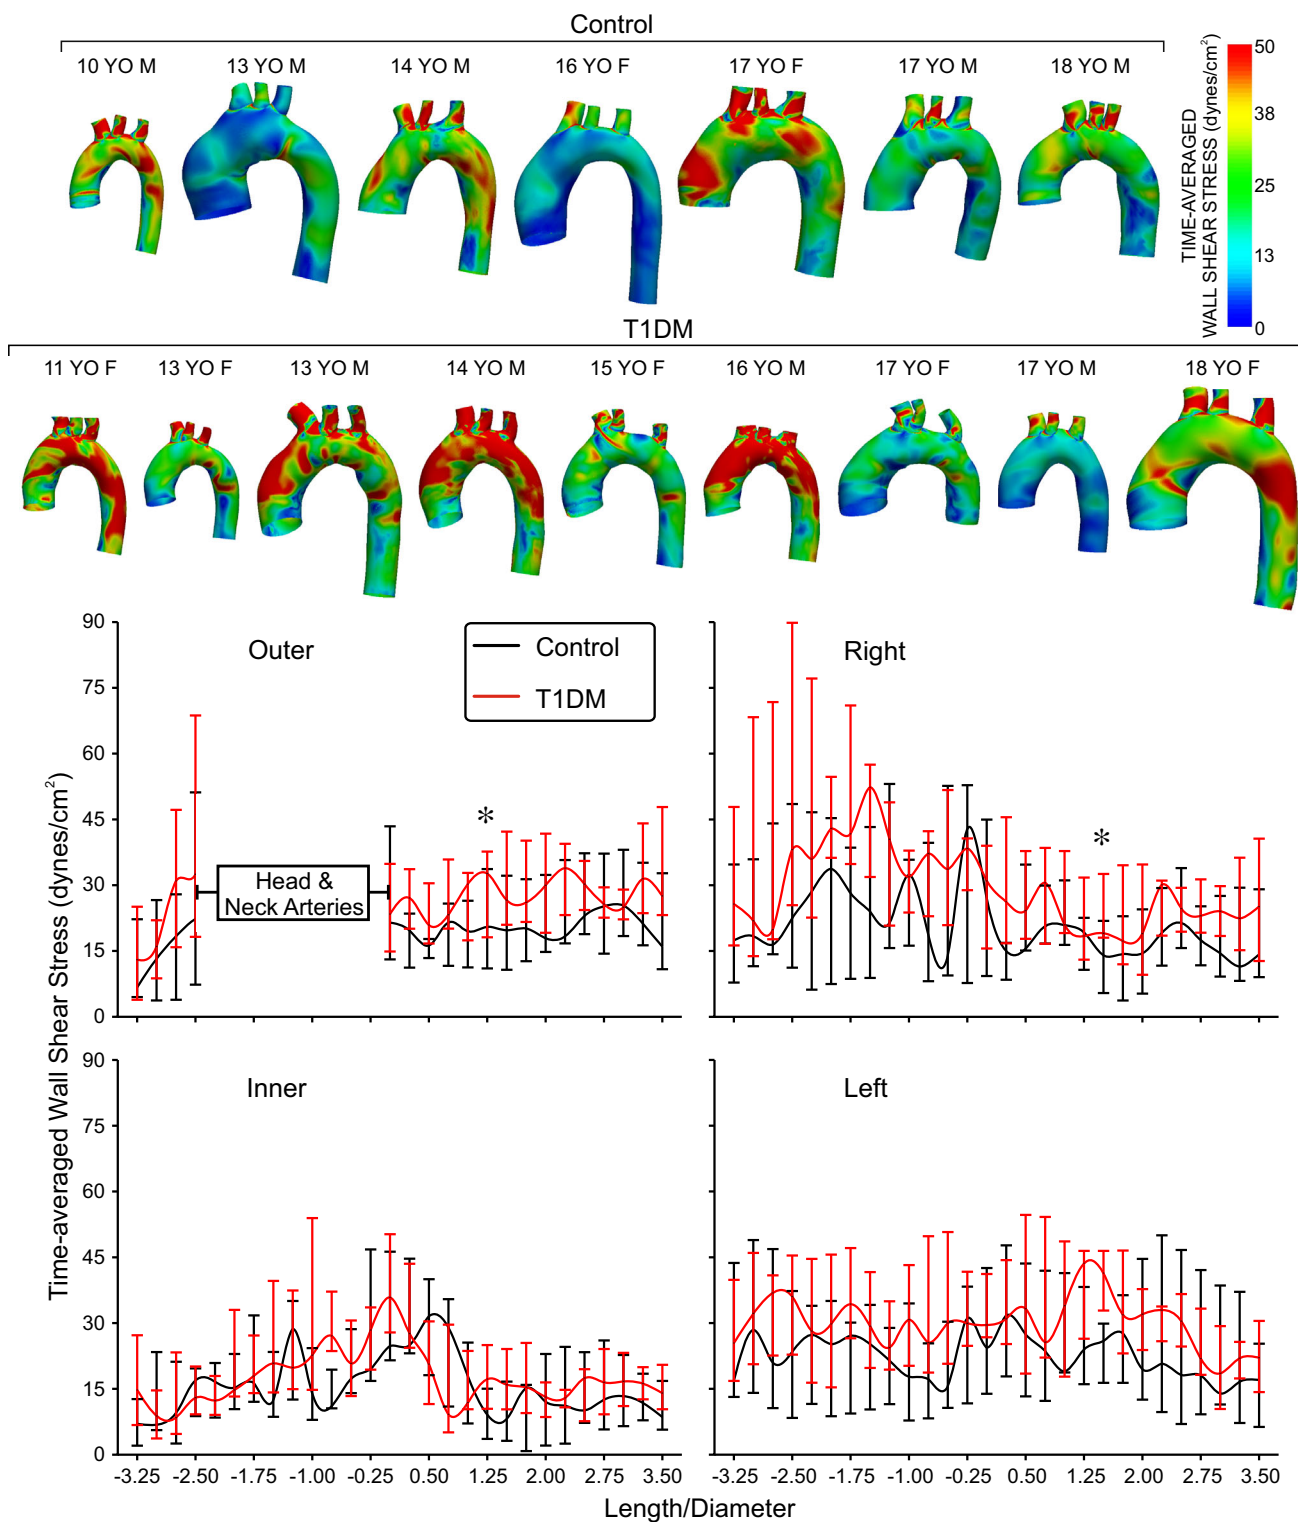 Control
10 YO M 13 YO M 14 YO M 16 YO F 17 YO F 17 YO M 18 YO M
TIME-AVERAGED
WALL SHEAR STRESS (dynes/cm²)
50
38
25
13
0
T1DM
11 YO F 13 YO F 13 YO M 14 YO M 15 YO F 16 YO M 17 YO F 17 YO M 18 YO F
Time-averaged Wall Shear Stress (dynes/cm²)
90
75
60
45
30
15
0
Outer
Control
T1DM
Head &
Neck Arteries
*
Right
*
90
75
60
45
30
15
0
Inner
-3.25 -2.50 -1.75 -1.00 -0.25 0.50 1.25 2.00 2.75 3.50
Left
-3.25 -2.50 -1.75 -1.00 -0.25 0.50 1.25 2.00 2.75 3.50
Length/Diameter